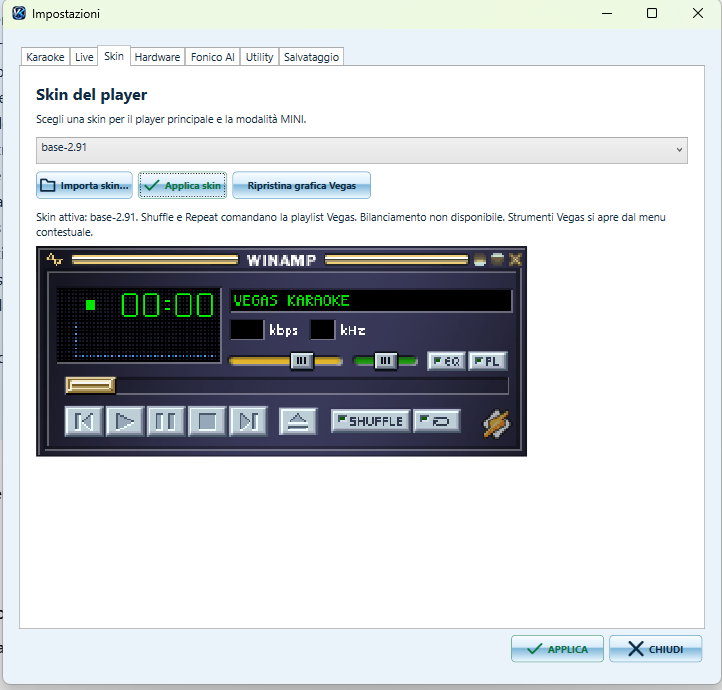 Impostazioni
Karaoke Live Skin Hardware Fonico AI Utility Salvataggio
Skin del player
Scegli una skin per il player principale e la modalità MINI.
base-2.91
Importa skin... Applica skin Ripristina grafica Vegas
Skin attiva: base-2.91. Shuffle e Repeat comandano la playlist Vegas. Bilanciamento non disponibile. Strumenti Vegas si apre dal menu
contestuale.
WINAMP
00:00 VEGAS KARAOKE
kbps kHz
EQ PL
SHUFFLE
APPLICA CHIUDI